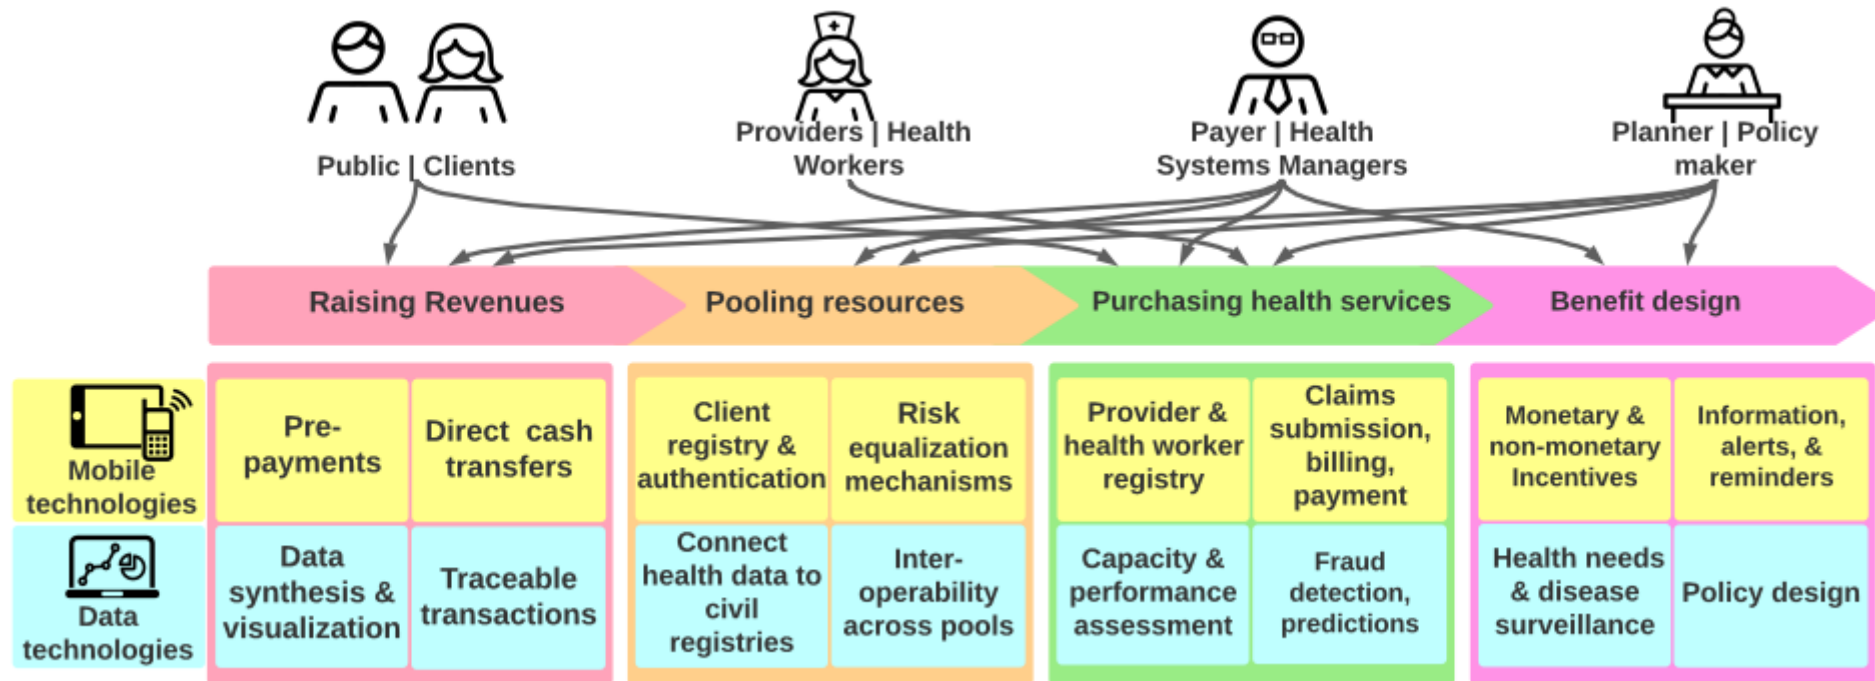 Public | Clients
Providers | Health
Workers
Payer | Health
Systems Managers
Planner | Policy
maker
Raising Revenues
Pooling resources
Purchasing health services
Benefit design
Mobile
technologies
Pre-
payments
Direct cash
transfers
Client
registry &
authentication
Risk
equalization
mechanisms
Provider &
health worker
registry
Claims
submission,
billing,
payment
Monetary &
non-monetary
Incentives
Information,
alerts, &
reminders
Data
technologies
Data
synthesis &
visualization
Traceable
transactions
Connect
health data to
civil
registries
Inter-
operability
across pools
Capacity &
performance
assessment
Fraud
detection,
predictions
Health needs
& disease
surveillance
Policy design